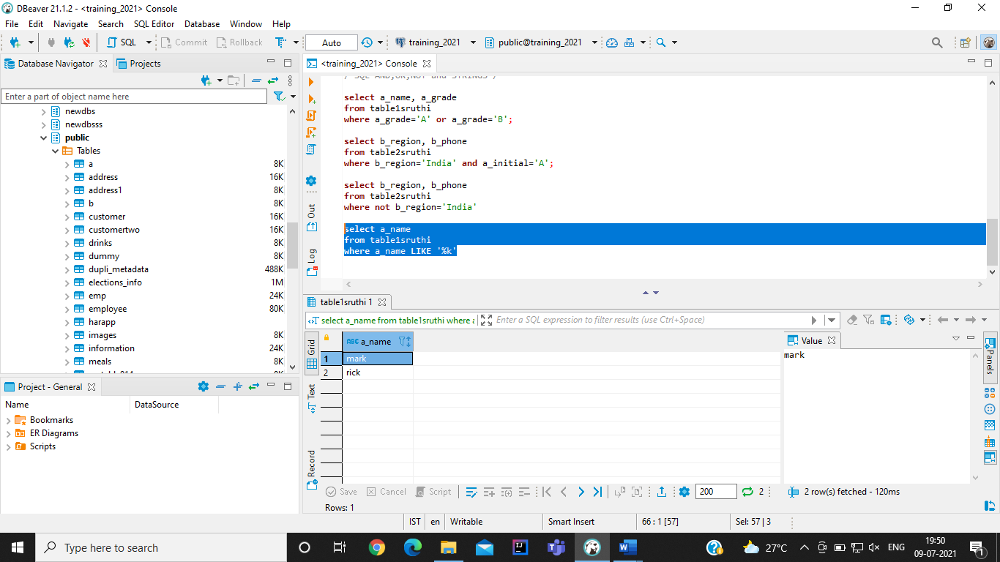 DBeaver 21.1.2 - <training_2021> Console
File Edit Navigate Search SQL Editor Database Window Help
SQL Commit Rollback Auto training_2021 public@training_2021
Database Navigator Projects
Enter a part of object name here
newdbs
newdbsss
public
Tables
a 8K
address 16K
address1 8K
b 8K
customer 16K
customertwo 16K
drinks 8K
dummy 8K
dupli_metadata 488K
elections_info 1M
emp 24K
employee 80K
harapp
images 8K
information 24K
meals 8K
Project - General
Name DataSource
Bookmarks
ER Diagrams
Scripts
<training_2021> Console
/*SQL AND,OR,NOT and STRINGS*/
select a_name, a_grade
from table1sruthi
where a_grade='A' or a_grade='B';
select b_region, b_phone
from table2sruthi
where b_region='India' and a_initial='A';
select b_region, b_phone
from table2sruthi
where not b_region='India'
select a_name
from table1sruthi
where a_name LIKE '%k'
Out
Log
table1sruthi 1
select a_name from table1sruthi where a
Enter a SQL expression to filter results (use Ctrl+Space)
Grid
Text
Record
ABC a_name
1 mark
2 rick
Value
mark
Panels
Save Cancel Script 200 2 2 row(s) fetched - 120ms
Rows: 1
IST en Writable Smart Insert 66 : 1 [57] Sel: 57 | 3
Type here to search
27°C ENG
19:50
09-07-2021
1